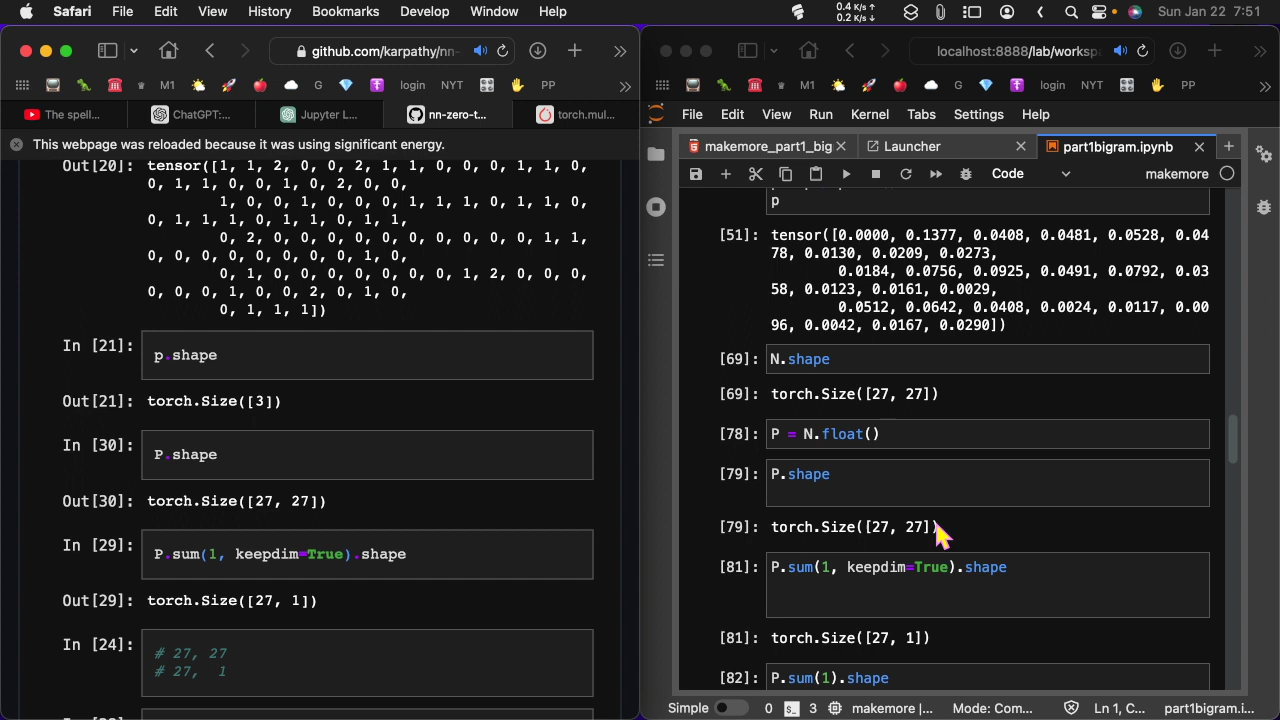 Safari File Edit View History Bookmarks Develop Window Help
0.4 K/s ↑
0.2 K/s ↓
Sun Jan 22 7:51
github.com/karpathy/nn-
M1 G login NYT PP
The spell...
ChatGPT:...
Jupyter L...
nn-zero-t...
torch.mul...
This webpage was reloaded because it was using significant energy.
Out[20]: tensor([1, 1, 2, 0, 0, 2, 1, 1, 0, 0, 0, 1, 1, 0,
0, 1, 1, 0, 0, 1, 0, 2, 0, 0,
1, 0, 0, 1, 0, 0, 0, 1, 1, 1, 0, 1, 1, 0,
0, 1, 1, 1, 0, 1, 1, 0, 1, 1,
0, 2, 0, 0, 0, 0, 0, 0, 0, 0, 0, 0, 1, 1,
0, 0, 0, 0, 0, 0, 0, 0, 1, 0,
0, 1, 0, 0, 0, 0, 0, 0, 0, 1, 2, 0, 0, 0,
0, 0, 0, 1, 0, 0, 2, 0, 1, 0,
0, 1, 1, 1])
In [21]: p.shape
Out[21]: torch.Size([3])
In [30]: P.shape
Out[30]: torch.Size([27, 27])
In [29]: P.sum(1, keepdim=True).shape
Out[29]: torch.Size([27, 1])
In [24]: # 27, 27
# 27,  1
localhost:8888/lab/worksp
M1 G login NYT PP
File Edit View Run Kernel Tabs Settings Help
makemore_part1_big
Launcher
part1bigram.ipynb
Code
makemore
p
[51]: tensor([0.0000, 0.1377, 0.0408, 0.0481, 0.0528, 0.04
78, 0.0130, 0.0209, 0.0273,
0.0184, 0.0756, 0.0925, 0.0491, 0.0792, 0.03
58, 0.0123, 0.0161, 0.0029,
0.0512, 0.0642, 0.0408, 0.0024, 0.0117, 0.00
96, 0.0042, 0.0167, 0.0290])
[69]: N.shape
[69]: torch.Size([27, 27])
[78]: P = N.float()
[79]: P.shape
[79]: torch.Size([27, 27])
[81]: P.sum(1, keepdim=True).shape
[81]: torch.Size([27, 1])
[82]: P.sum(1).shape
Simple 0 3 makemore |... Mode: Com... Ln 1, C... part1bigram.i...